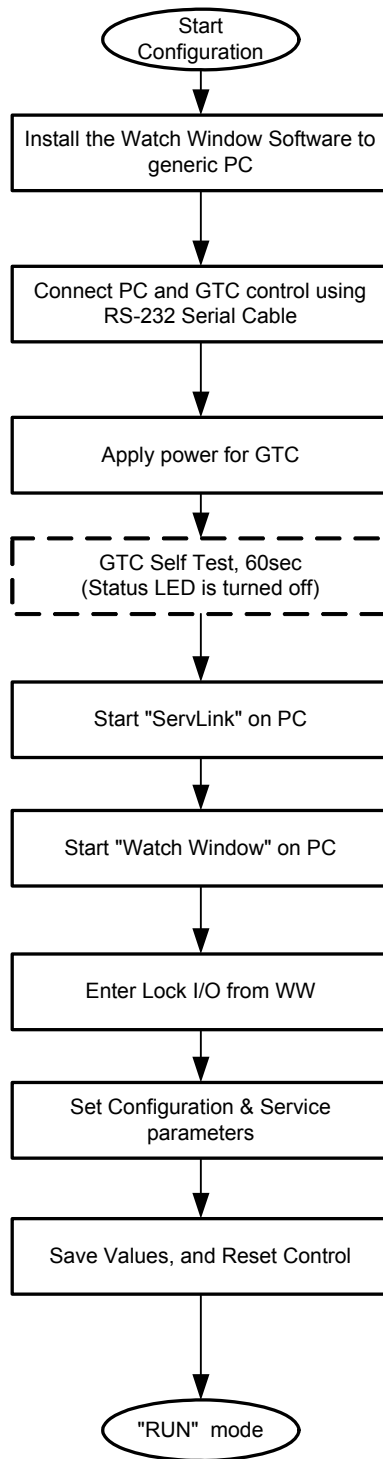 Start
Configuration
Install the Watch Window Software to
generic PC
Connect PC and GTC control using
RS-232 Serial Cable
Apply power for GTC
GTC Self Test, 60sec
(Status LED is turned off)
Start "ServLink" on PC
Start "Watch Window" on PC
Enter Lock I/O from WW
Set Configuration & Service
parameters
Save Values, and Reset Control
"RUN" mode